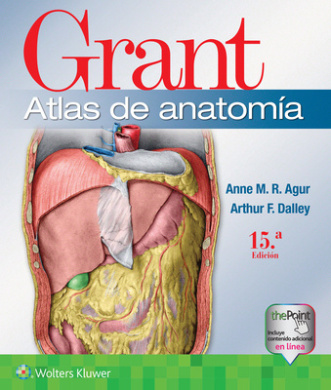 Grant
Atlas de anatomía
Anne M. R. Agur
Arthur F. Dalley
15.ª
Edición
thePoint
Incluye
contenido adicional
en línea
Wolters Kluwer